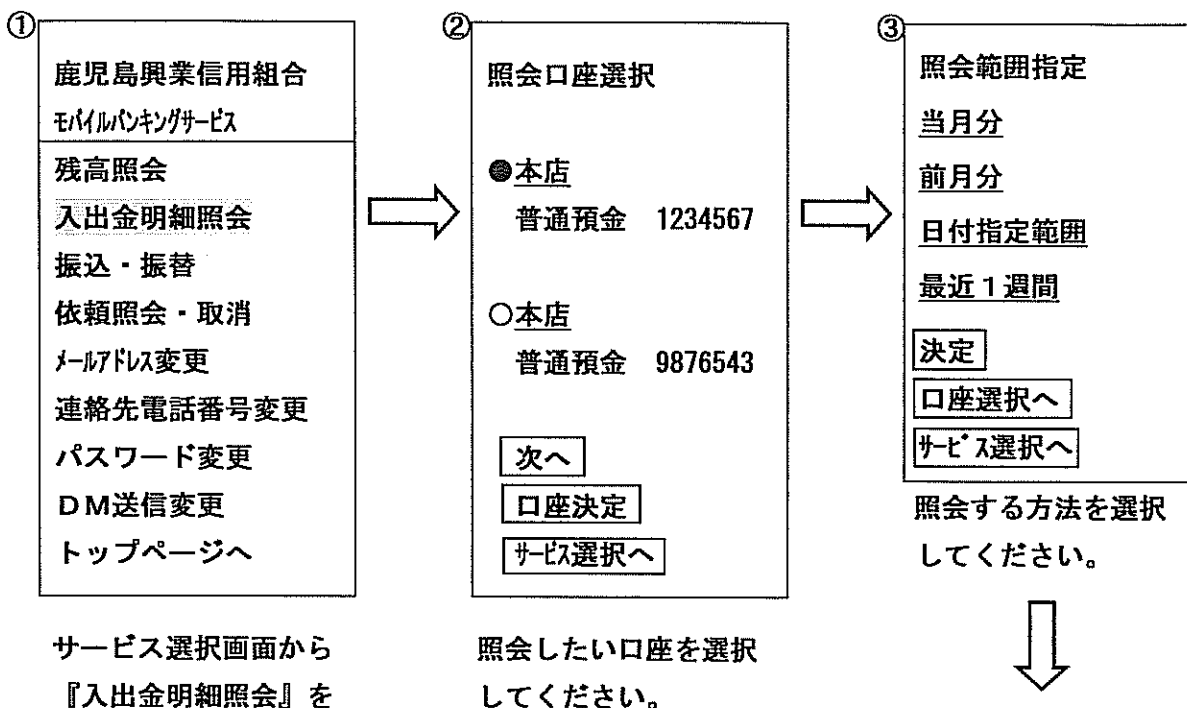 ①
鹿児島興業信用組合
モバイルバンキングサービス
残高照会
入出金明細照会
振込・振替
依頼照会・取消
メールアドレス変更
連絡先電話番号変更
パスワード変更
DM送信変更
トップページへ
サービス選択画面から
『入出金明細照会』を
②
照会口座選択
●本店
普通預金 1234567
○本店
普通預金 9876543
次へ
口座決定
サービス選択へ
照会したい口座を選択
してください。
③
照会範囲指定
当月分
前月分
日付指定範囲
最近1週間
決定
口座選択へ
サービス選択へ
照会する方法を選択
してください。